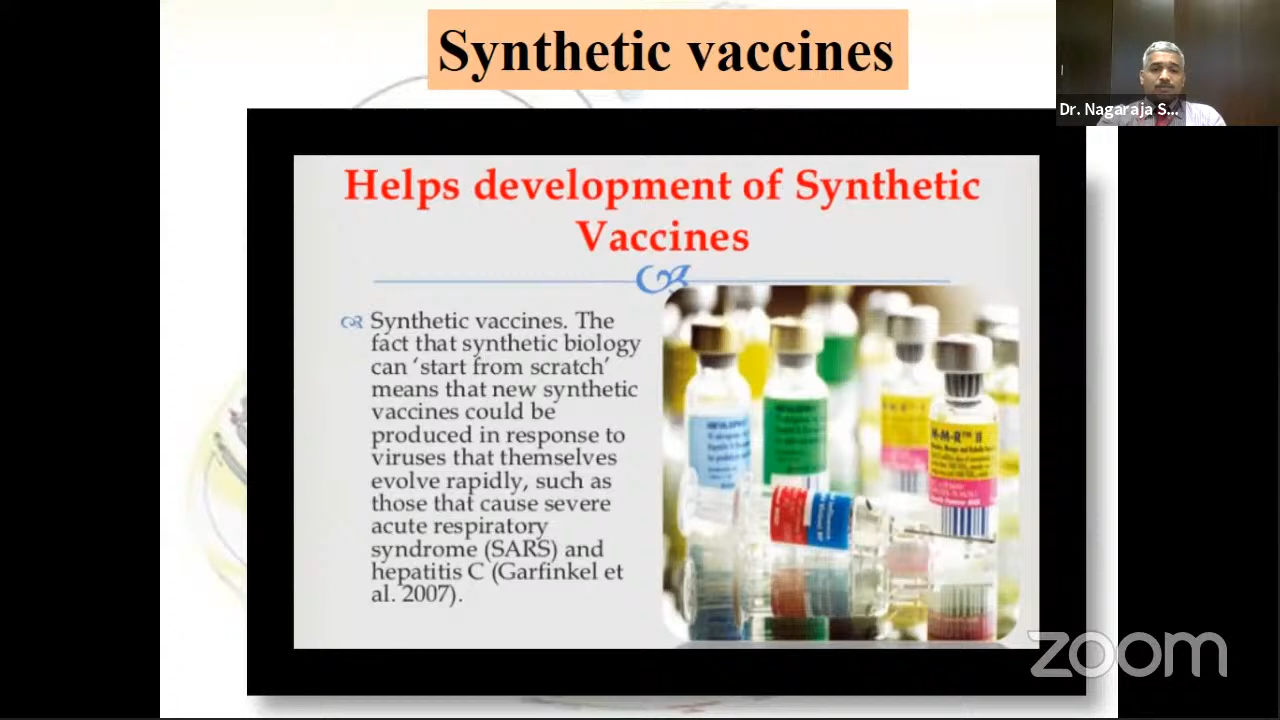 Synthetic vaccines
Dr. Nagaraja S...
Helps development of Synthetic
Vaccines
Synthetic vaccines. The
fact that synthetic biology
can ‘start from scratch’
means that new synthetic
vaccines could be
produced in response to
viruses that themselves
evolve rapidly, such as
those that cause severe
acute respiratory
syndrome (SARS) and
hepatitis C (Garfinkel et
al. 2007).
M-M-R™ II
zoom